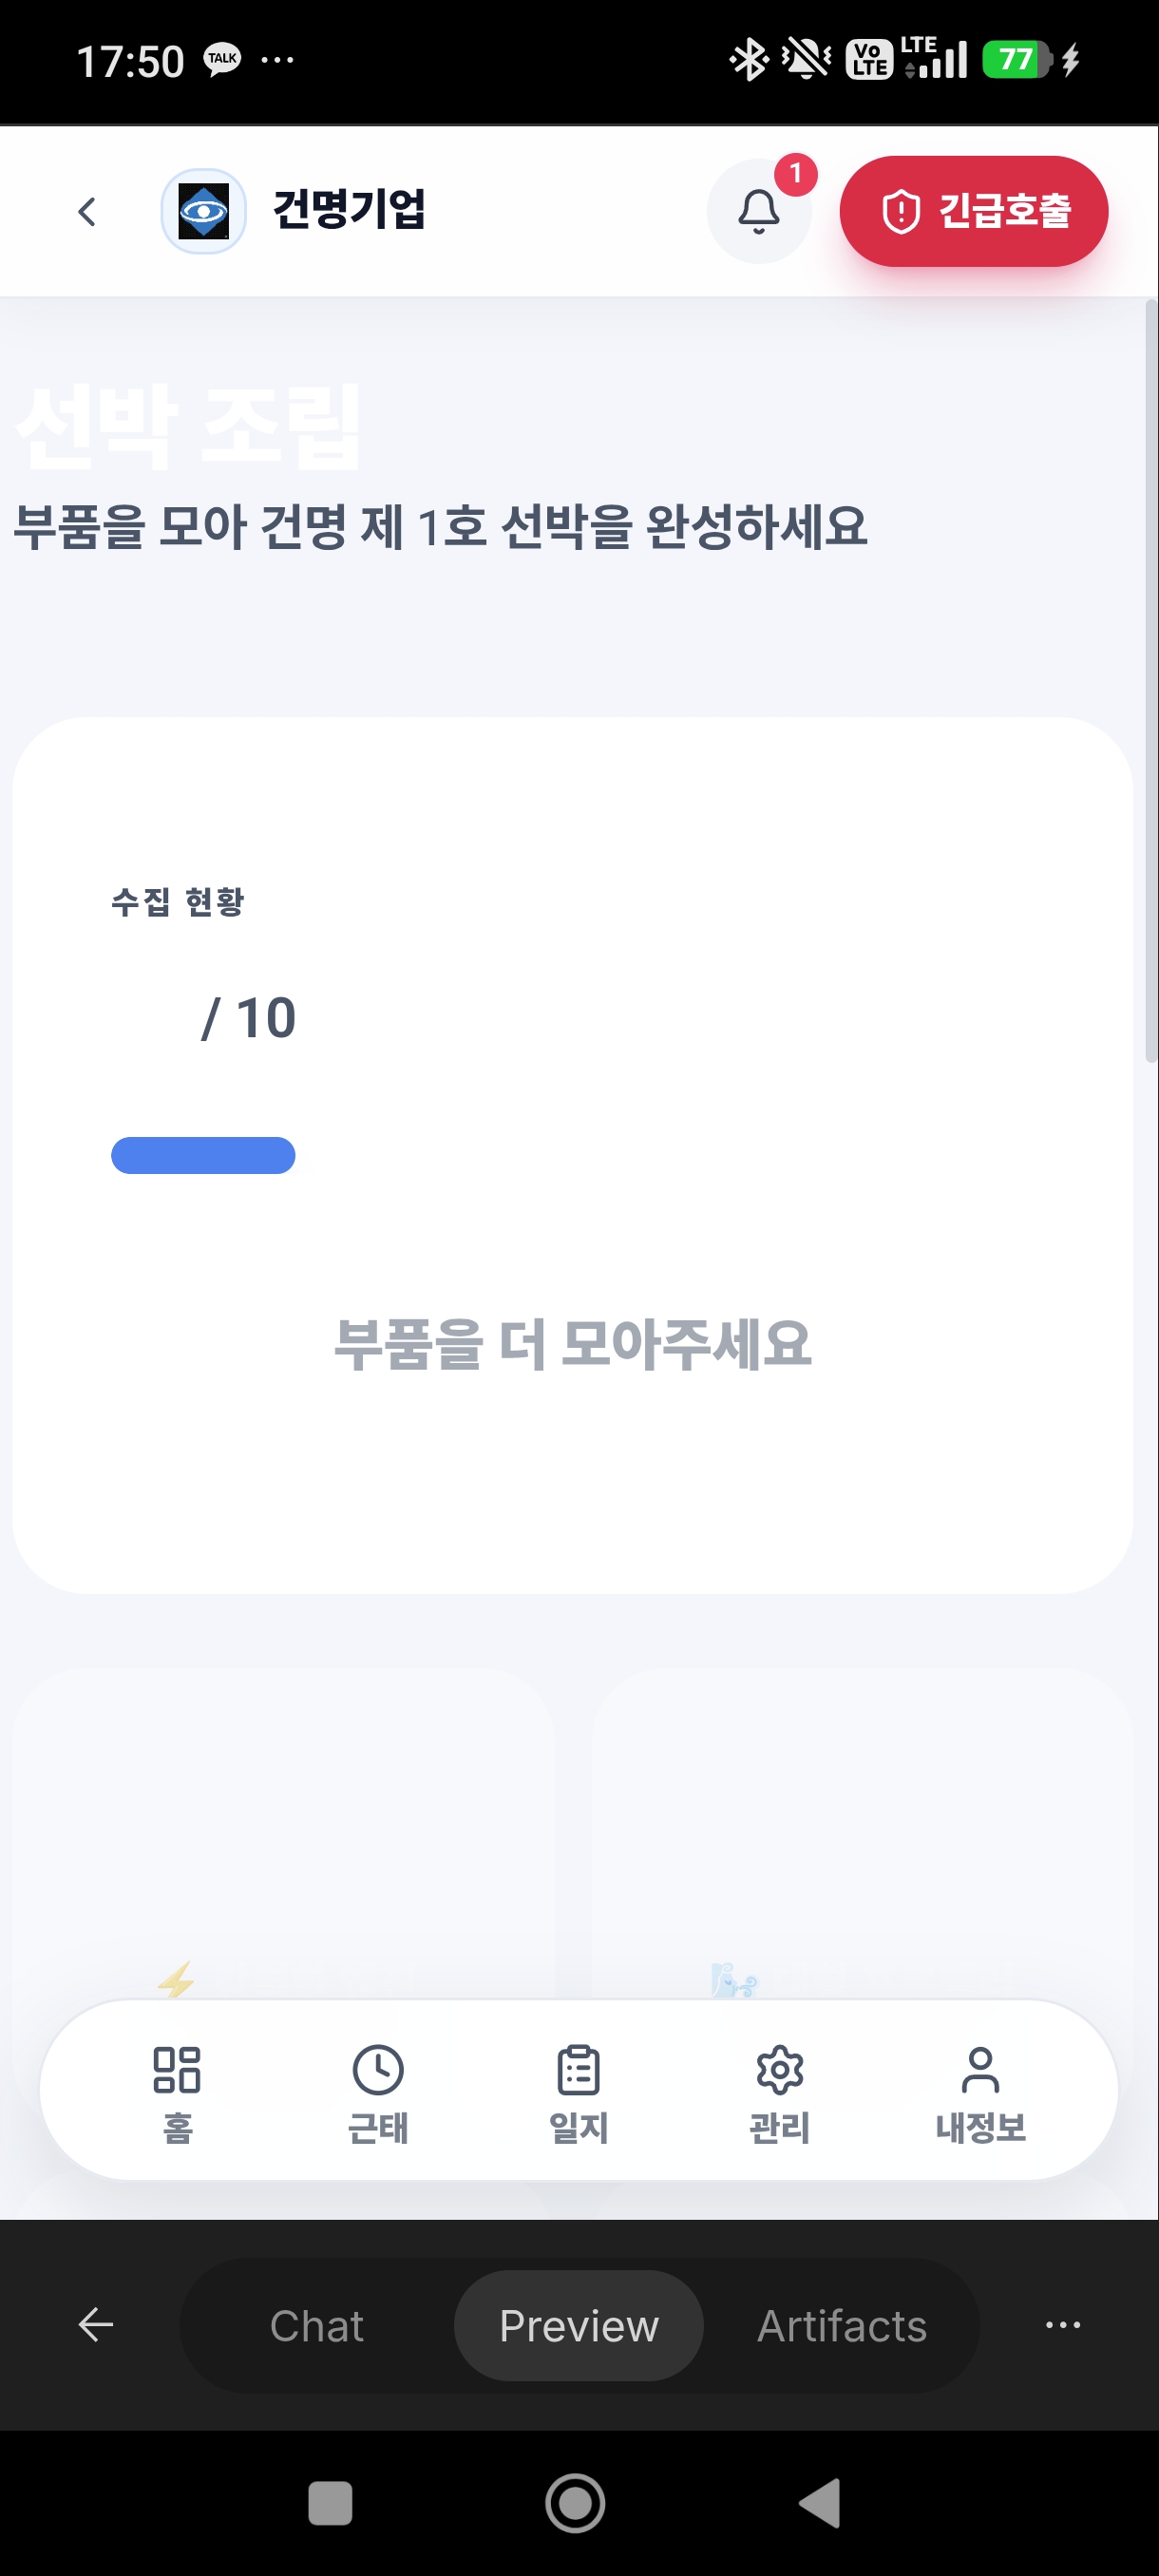 17:50 TALK ... Vo LTE LTE 77
건명기업
1
긴급호출
선박 조립
부품을 모아 건명 제 1호 선박을 완성하세요
수집 현황
/ 10
부품을 더 모아주세요
홈 근태 일지 관리 내정보
Chat Preview Artifacts ...